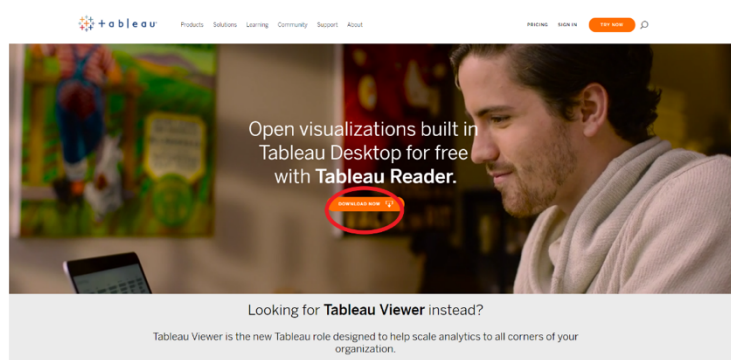 + a b | e a u
Products Solutions Learning Community Support About
PRICING SIGN IN TRY NOW
Open visualizations built in
Tableau Desktop for free
with Tableau Reader.
DOWNLOAD NOW
Looking for Tableau Viewer instead?
Tableau Viewer is the new Tableau role designed to help scale analytics to all corners of your
organization.